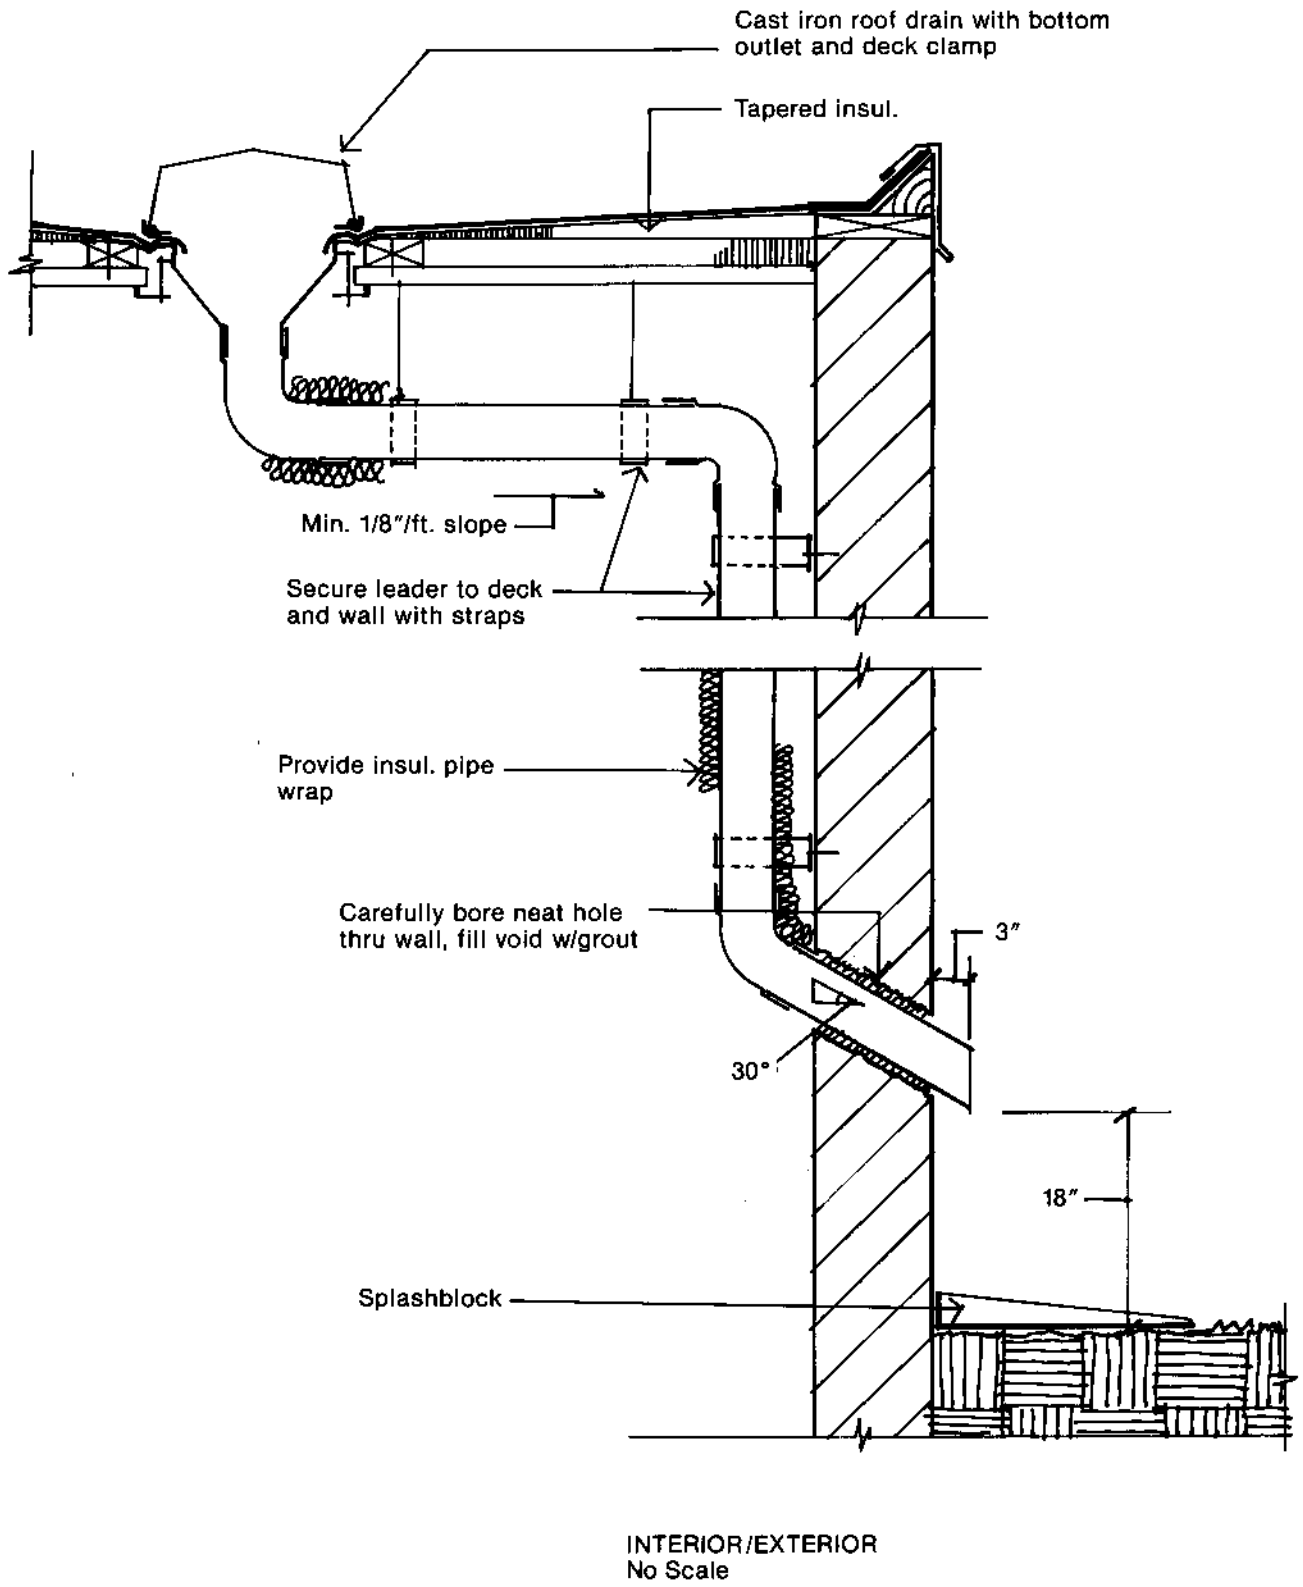 Cast iron roof drain with bottom
outlet and deck clamp
Tapered insul.
Min. 1/8"/ft. slope
Secure leader to deck
and wall with straps
Provide insul. pipe
wrap
Carefully bore neat hole
thru wall, fill void w/grout
3"
30°
18"
Splashblock
INTERIOR/EXTERIOR
No Scale